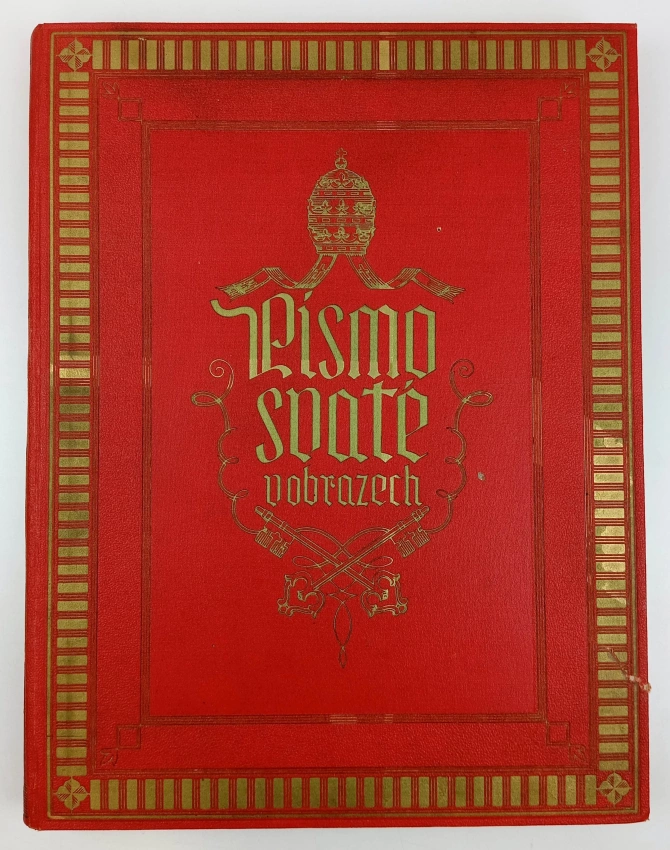 Písmo
svaté
v obrazech